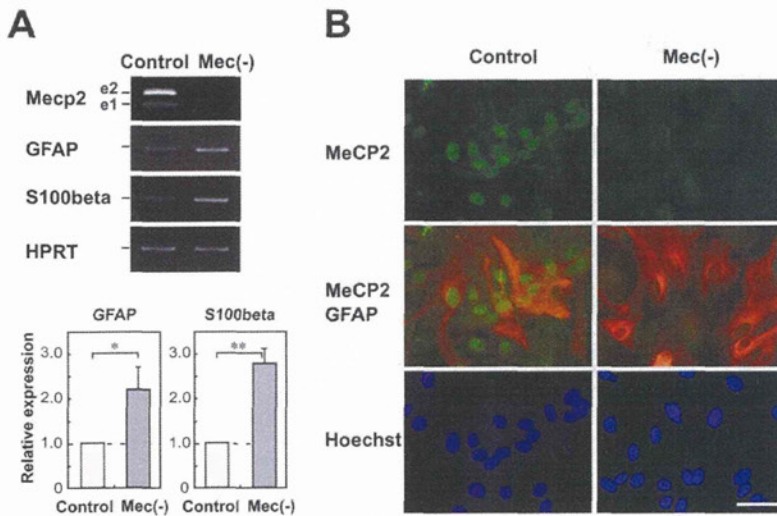 A
Control Mec(-)
Mecp2
e2
e1
GFAP
S100beta
HPRT
GFAP
S100beta
Relative expression
3.0
2.0
1.0
0
*
Control Mec(-)
3.0
2.0
1.0
0
**
Control Mec(-)
B
Control
Mec(-)
MeCP2
MeCP2
GFAP
Hoechst